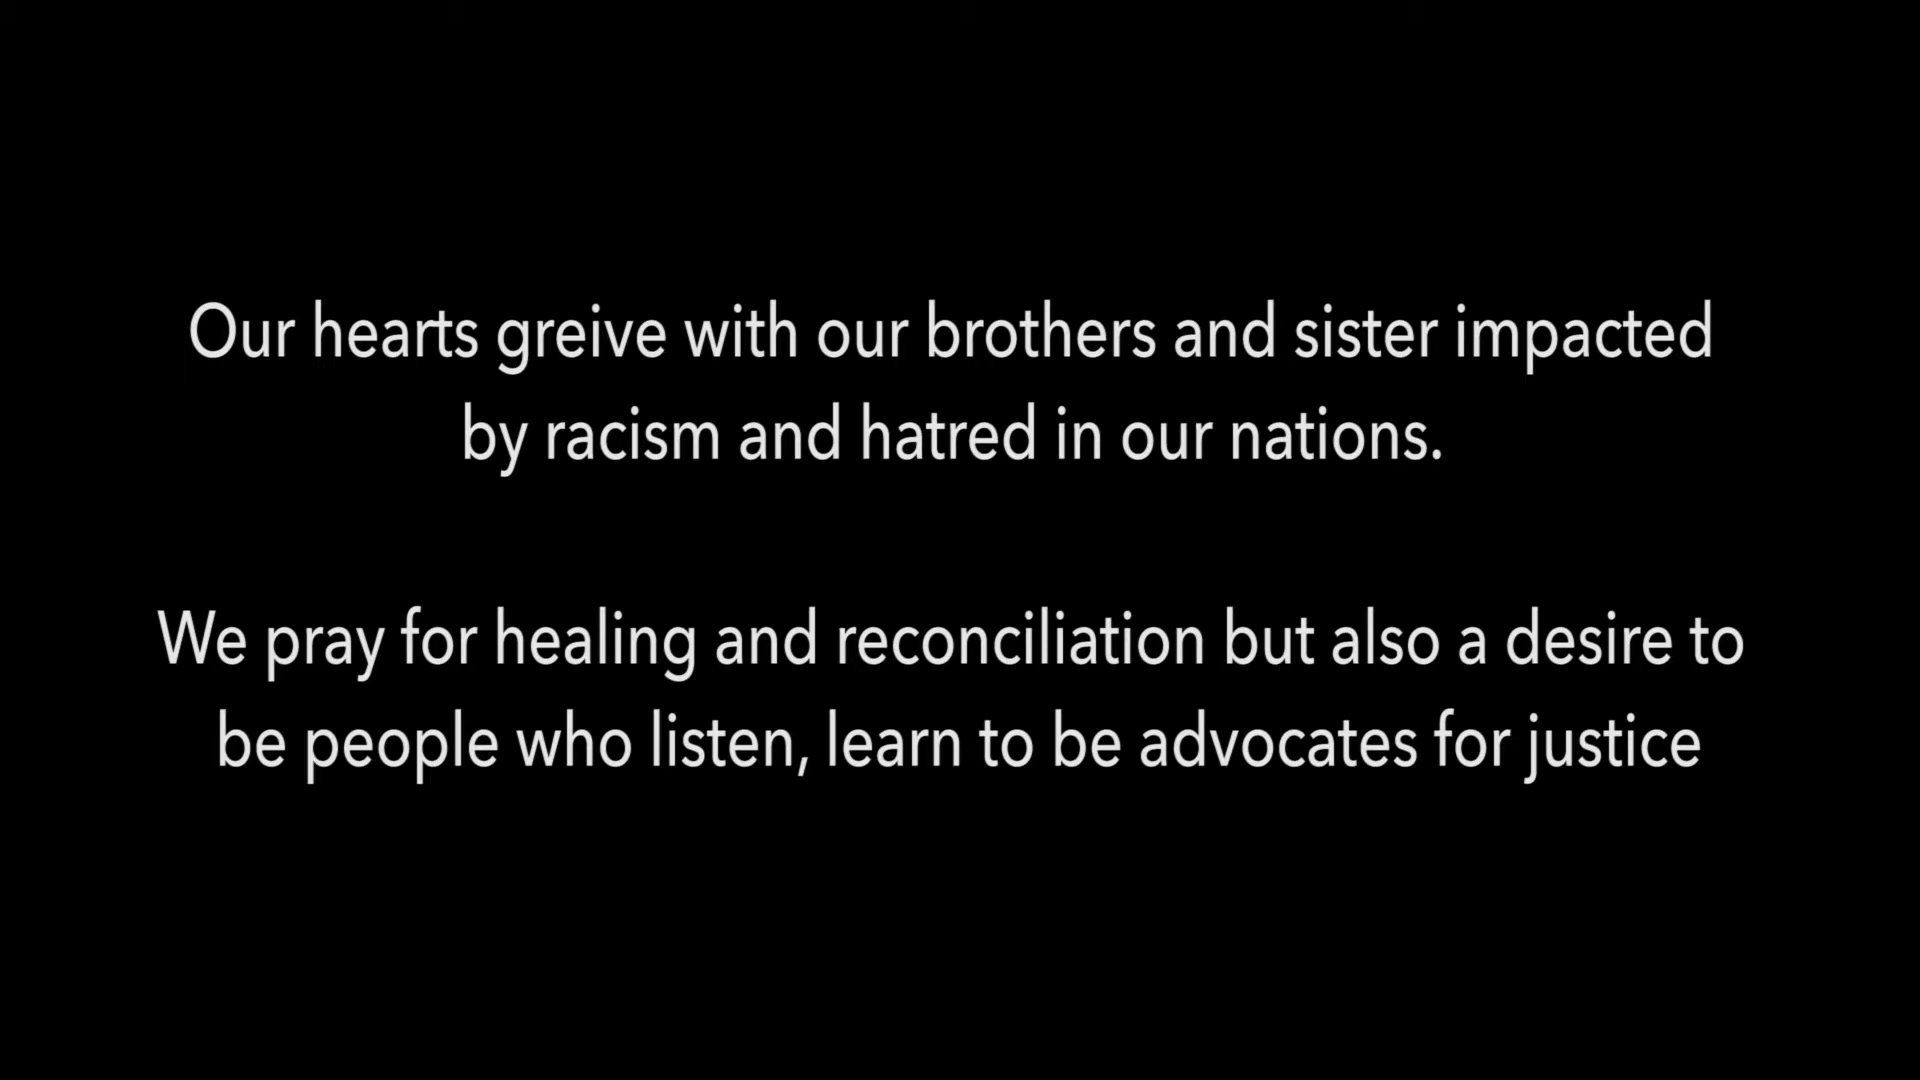 Our hearts greive with our brothers and sister impacted
by racism and hatred in our nations.
We pray for healing and reconciliation but also a desire to
be people who listen, learn to be advocates for justice